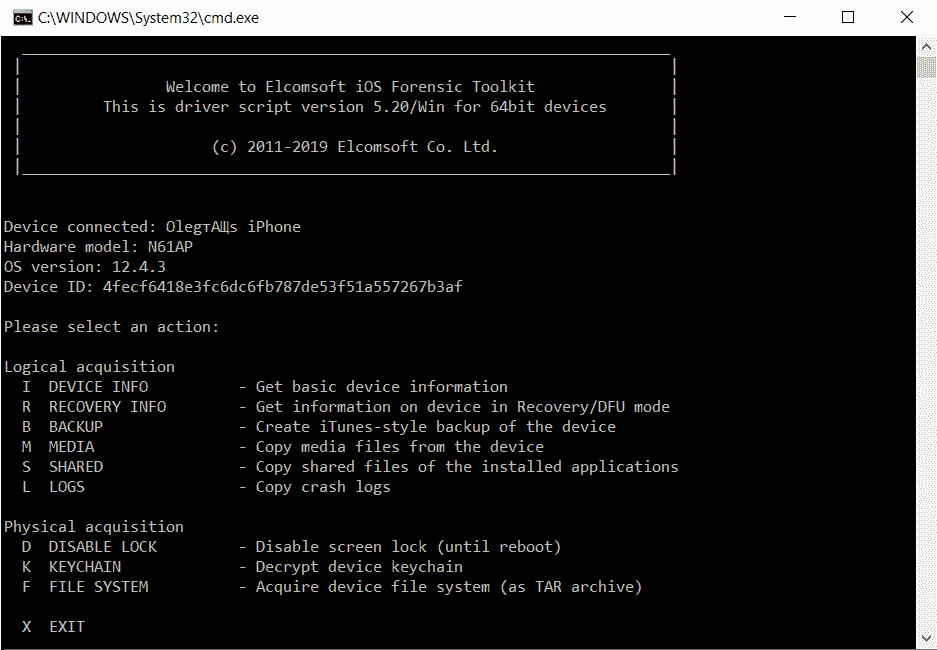 C:\WINDOWS\System32\cmd.exe
Welcome to Elcomsoft iOS Forensic Toolkit
This is driver script version 5.20/Win for 64bit devices
(c) 2011-2019 Elcomsoft Co. Ltd.
Device connected: OlegтАЩs iPhone
Hardware model: N61AP
OS version: 12.4.3
Device ID: 4fecf6418e3fc6dc6fb787de53f51a557267b3af
Please select an action:
Logical acquisition
I DEVICE INFO - Get basic device information
R RECOVERY INFO - Get information on device in Recovery/DFU mode
B BACKUP - Create iTunes-style backup of the device
M MEDIA - Copy media files from the device
S SHARED - Copy shared files of the installed applications
L LOGS - Copy crash logs
Physical acquisition
D DISABLE LOCK - Disable screen lock (until reboot)
K KEYCHAIN - Decrypt device keychain
F FILE SYSTEM - Acquire device file system (as TAR archive)
X EXIT